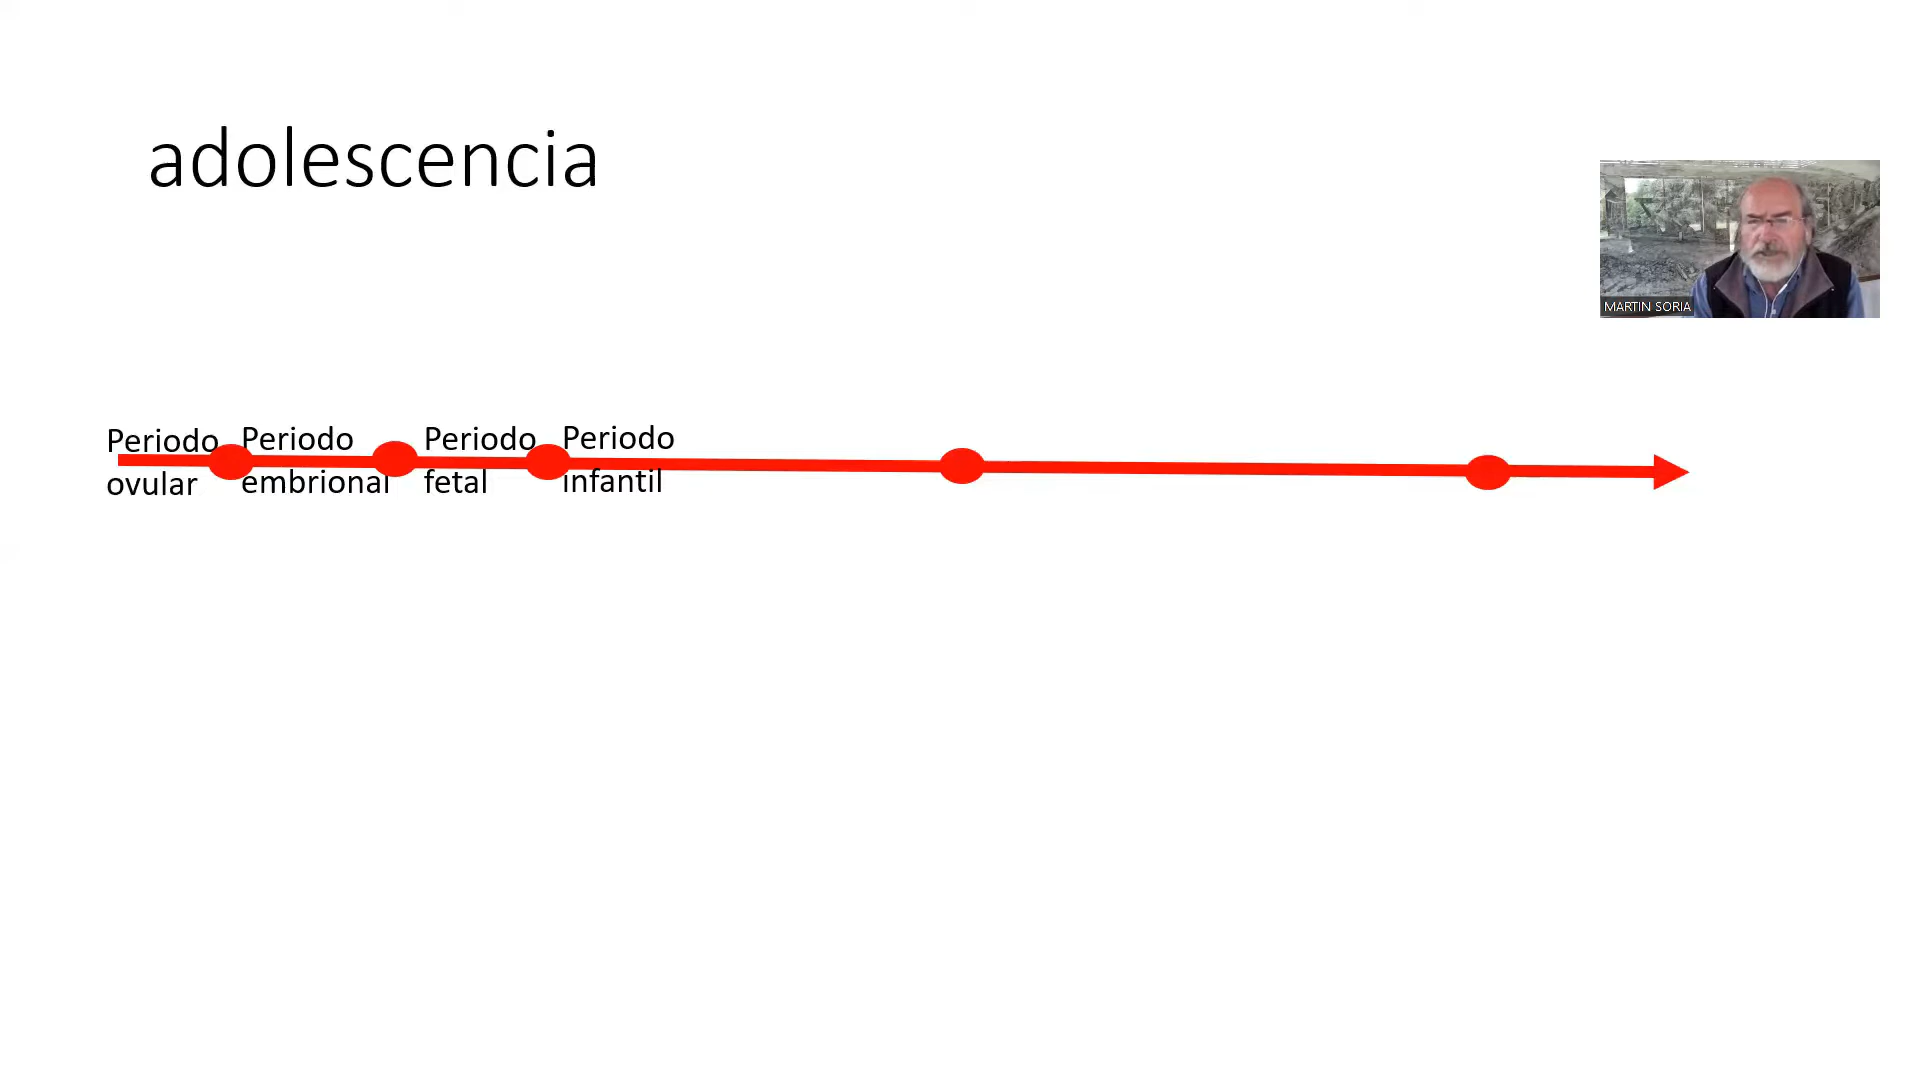 adolescencia
MARTIN SORIA
Periodo
ovular
Periodo
embrional
Periodo
fetal
Periodo
infantil